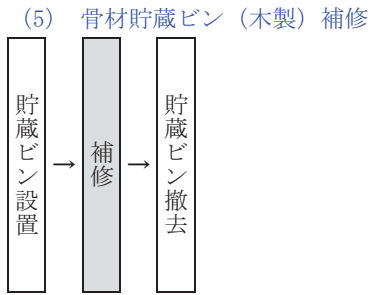 (5) 骨材貯蔵ビン（木製）補修
貯蔵ビン設置
→
補修
→
貯蔵ビン撤去